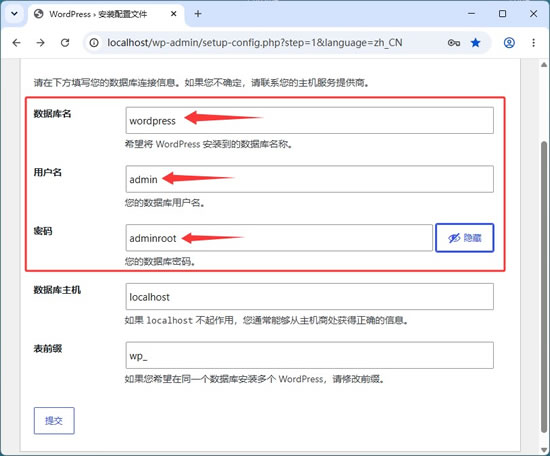 WordPress › 安装配置文件
localhost/wp-admin/setup-config.php?step=1&language=zh_CN
请在下方填写您的数据库连接信息。如果您不确定，请联系您的主机服务提供商。
数据库名
wordpress
希望将 WordPress 安装到的数据库名称。
用户名
admin
您的数据库用户名。
密码
adminroot
隐藏
您的数据库密码。
数据库主机
localhost
如果 localhost 不起作用，您通常能够从主机商处获得正确的信息。
表前缀
wp_
如果您希望在同一个数据库安装多个 WordPress，请修改前缀。
提交